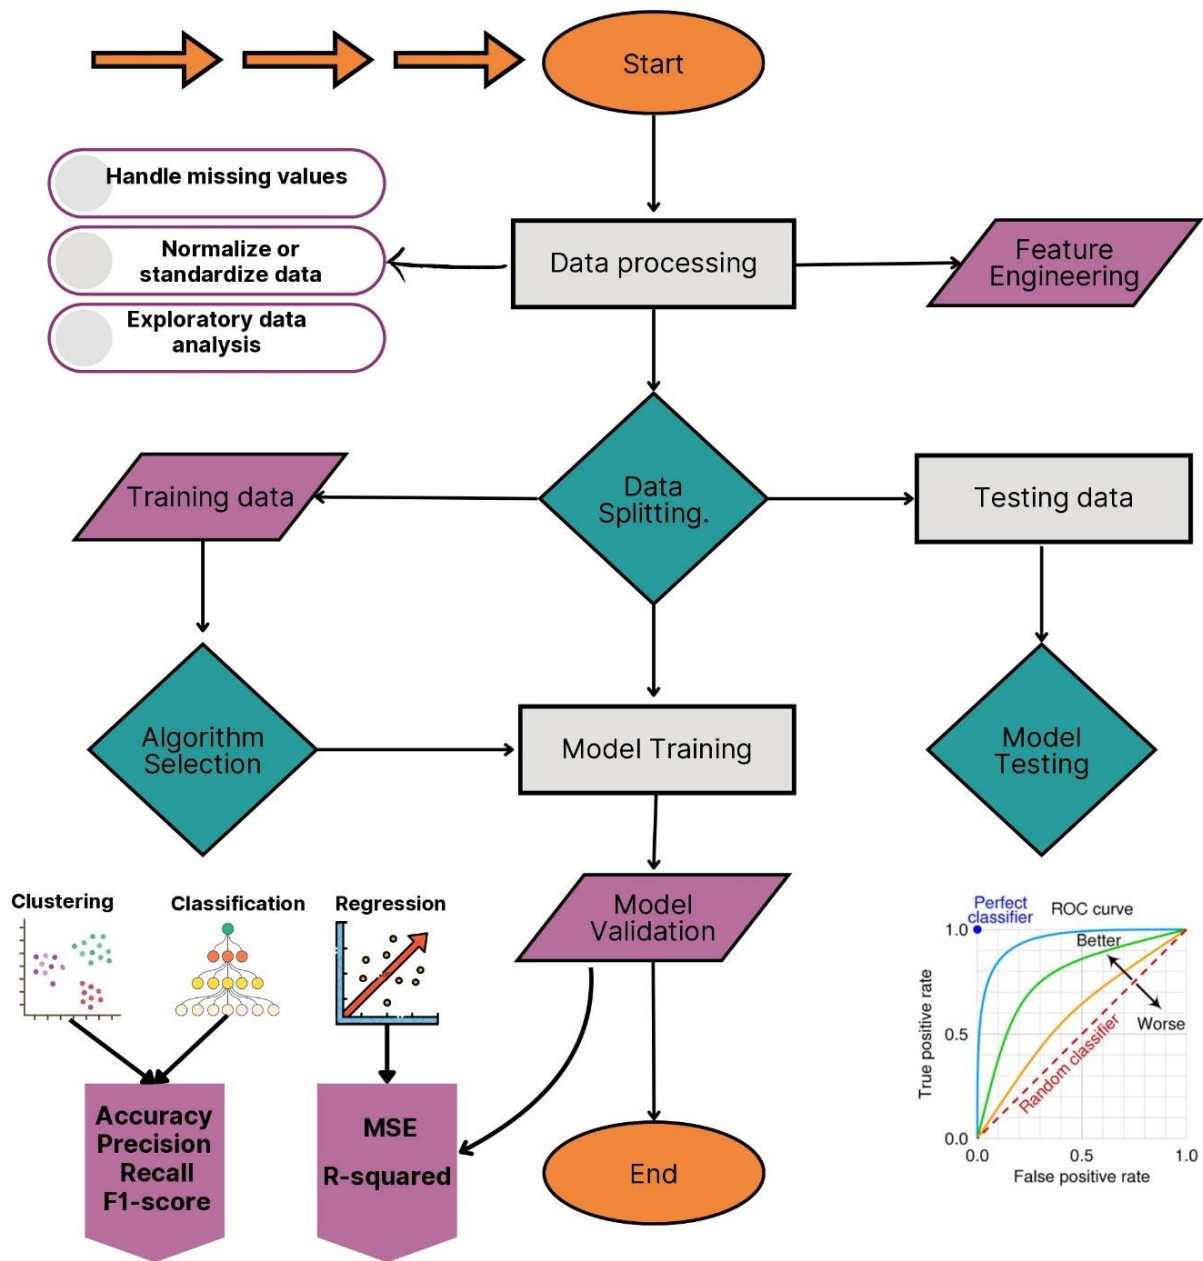 Start
Handle missing values
Normalize or
standardize data
Exploratory data
analysis
Data processing
Feature
Engineering
Training data
Data
Splitting.
Testing data
Algorithm
Selection
Model Training
Model
Testing
Clustering
Classification
Regression
Model
Validation
Accuracy
Precision
Recall
F1-score
MSE
R-squared
End
Perfect
classifier
ROC curve
1.0
Better
Worse
0.5
Random classifier
True positive rate
0.0
0.0
0.5
1.0
False positive rate